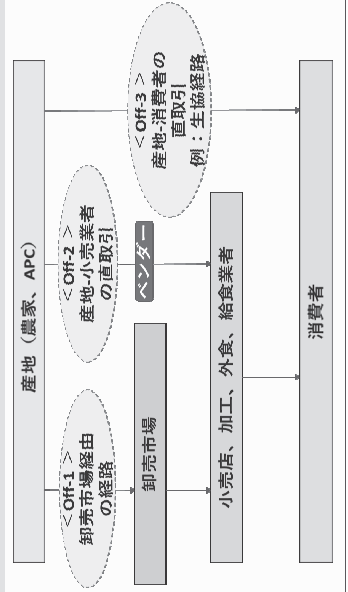 産地（農家、APC）
＜Off-1＞
卸売市場経由
の経路
＜Off-2＞
産地-小売業者
の直取引
＜Off-3＞
産地-消費者の
直取引
例：生協経路
ベンダー
卸売市場
小売店、加工、外食、給食業者
消費者